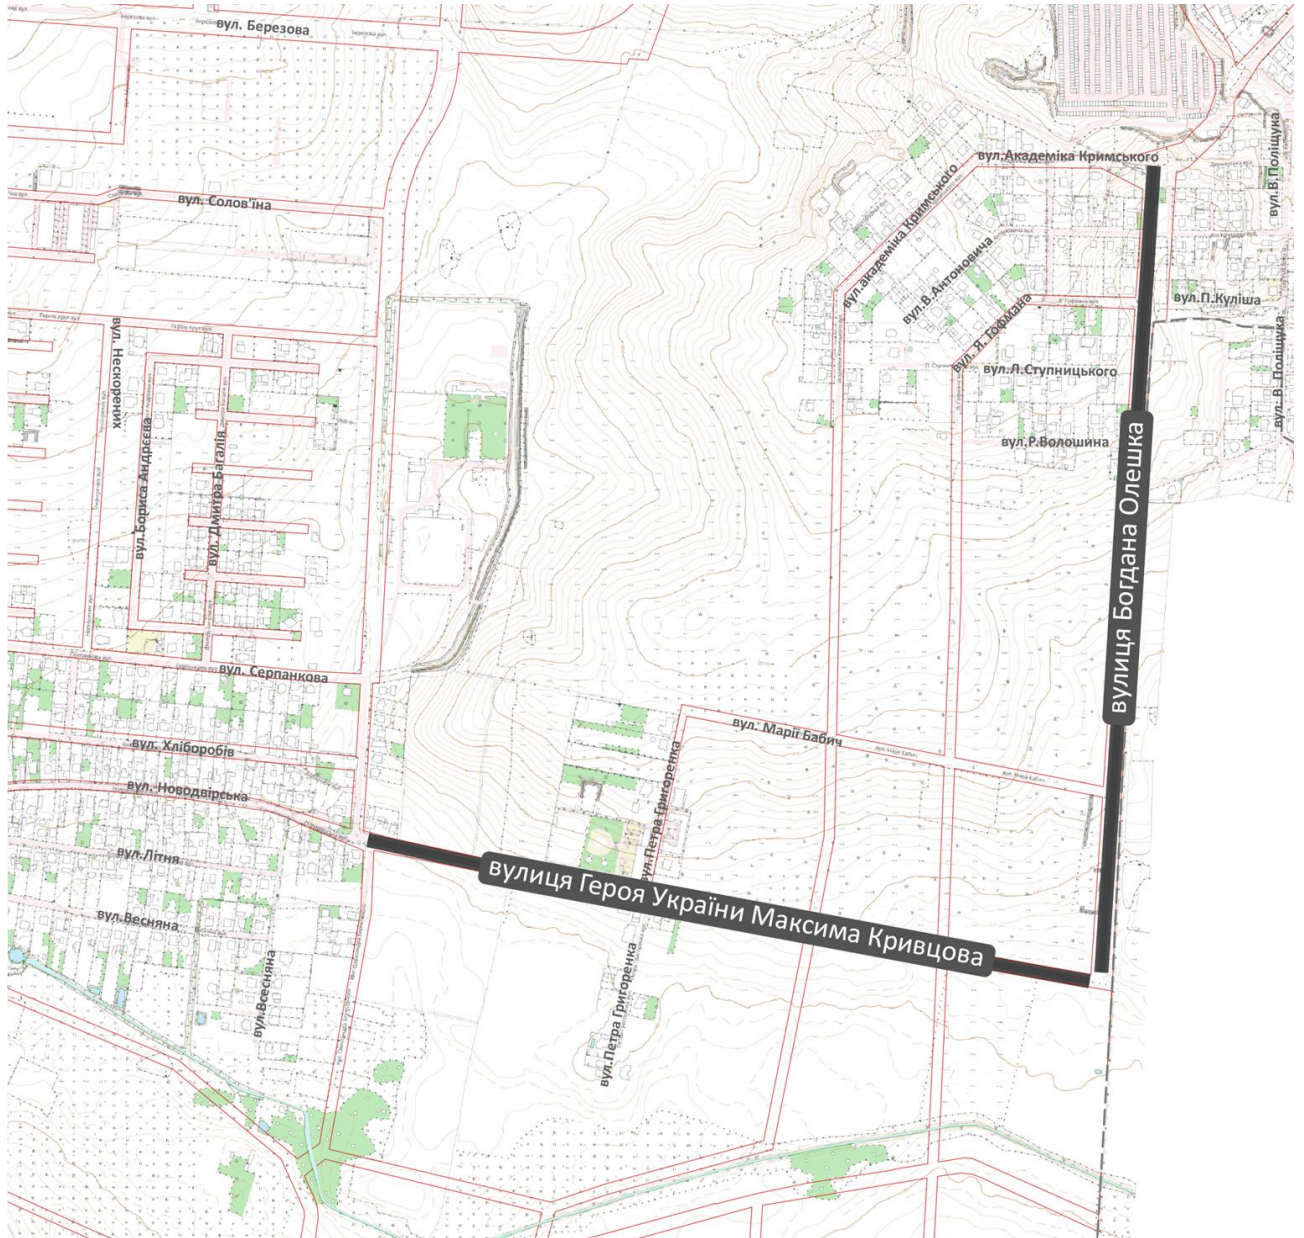 вул. Березова
вул.Академіка Кримського
вул.В.Поліщука
вул. Солов'їна
вул.академіка Кримського
вул.В.Антоновича
вул.П.Куліша
вул. Я. Гофмана
вул. Нескорених
вул.Л.Ступницького
вул. В. Поліщука
вул.Бориса Андрєєва
вул. Дмитра Багалія
вул.Р.Волошина
вулиця Богдана Олешка
вул. Серпанкова
вул. Марії Бабич
вул. Хліборобів
вул. Новодвірська
вул.Петра Григоренка
вул.Літня
вулиця Героя України Максима Кривцова
вул.Весняна
вул.Всесняна
вул.Петра Григоренка